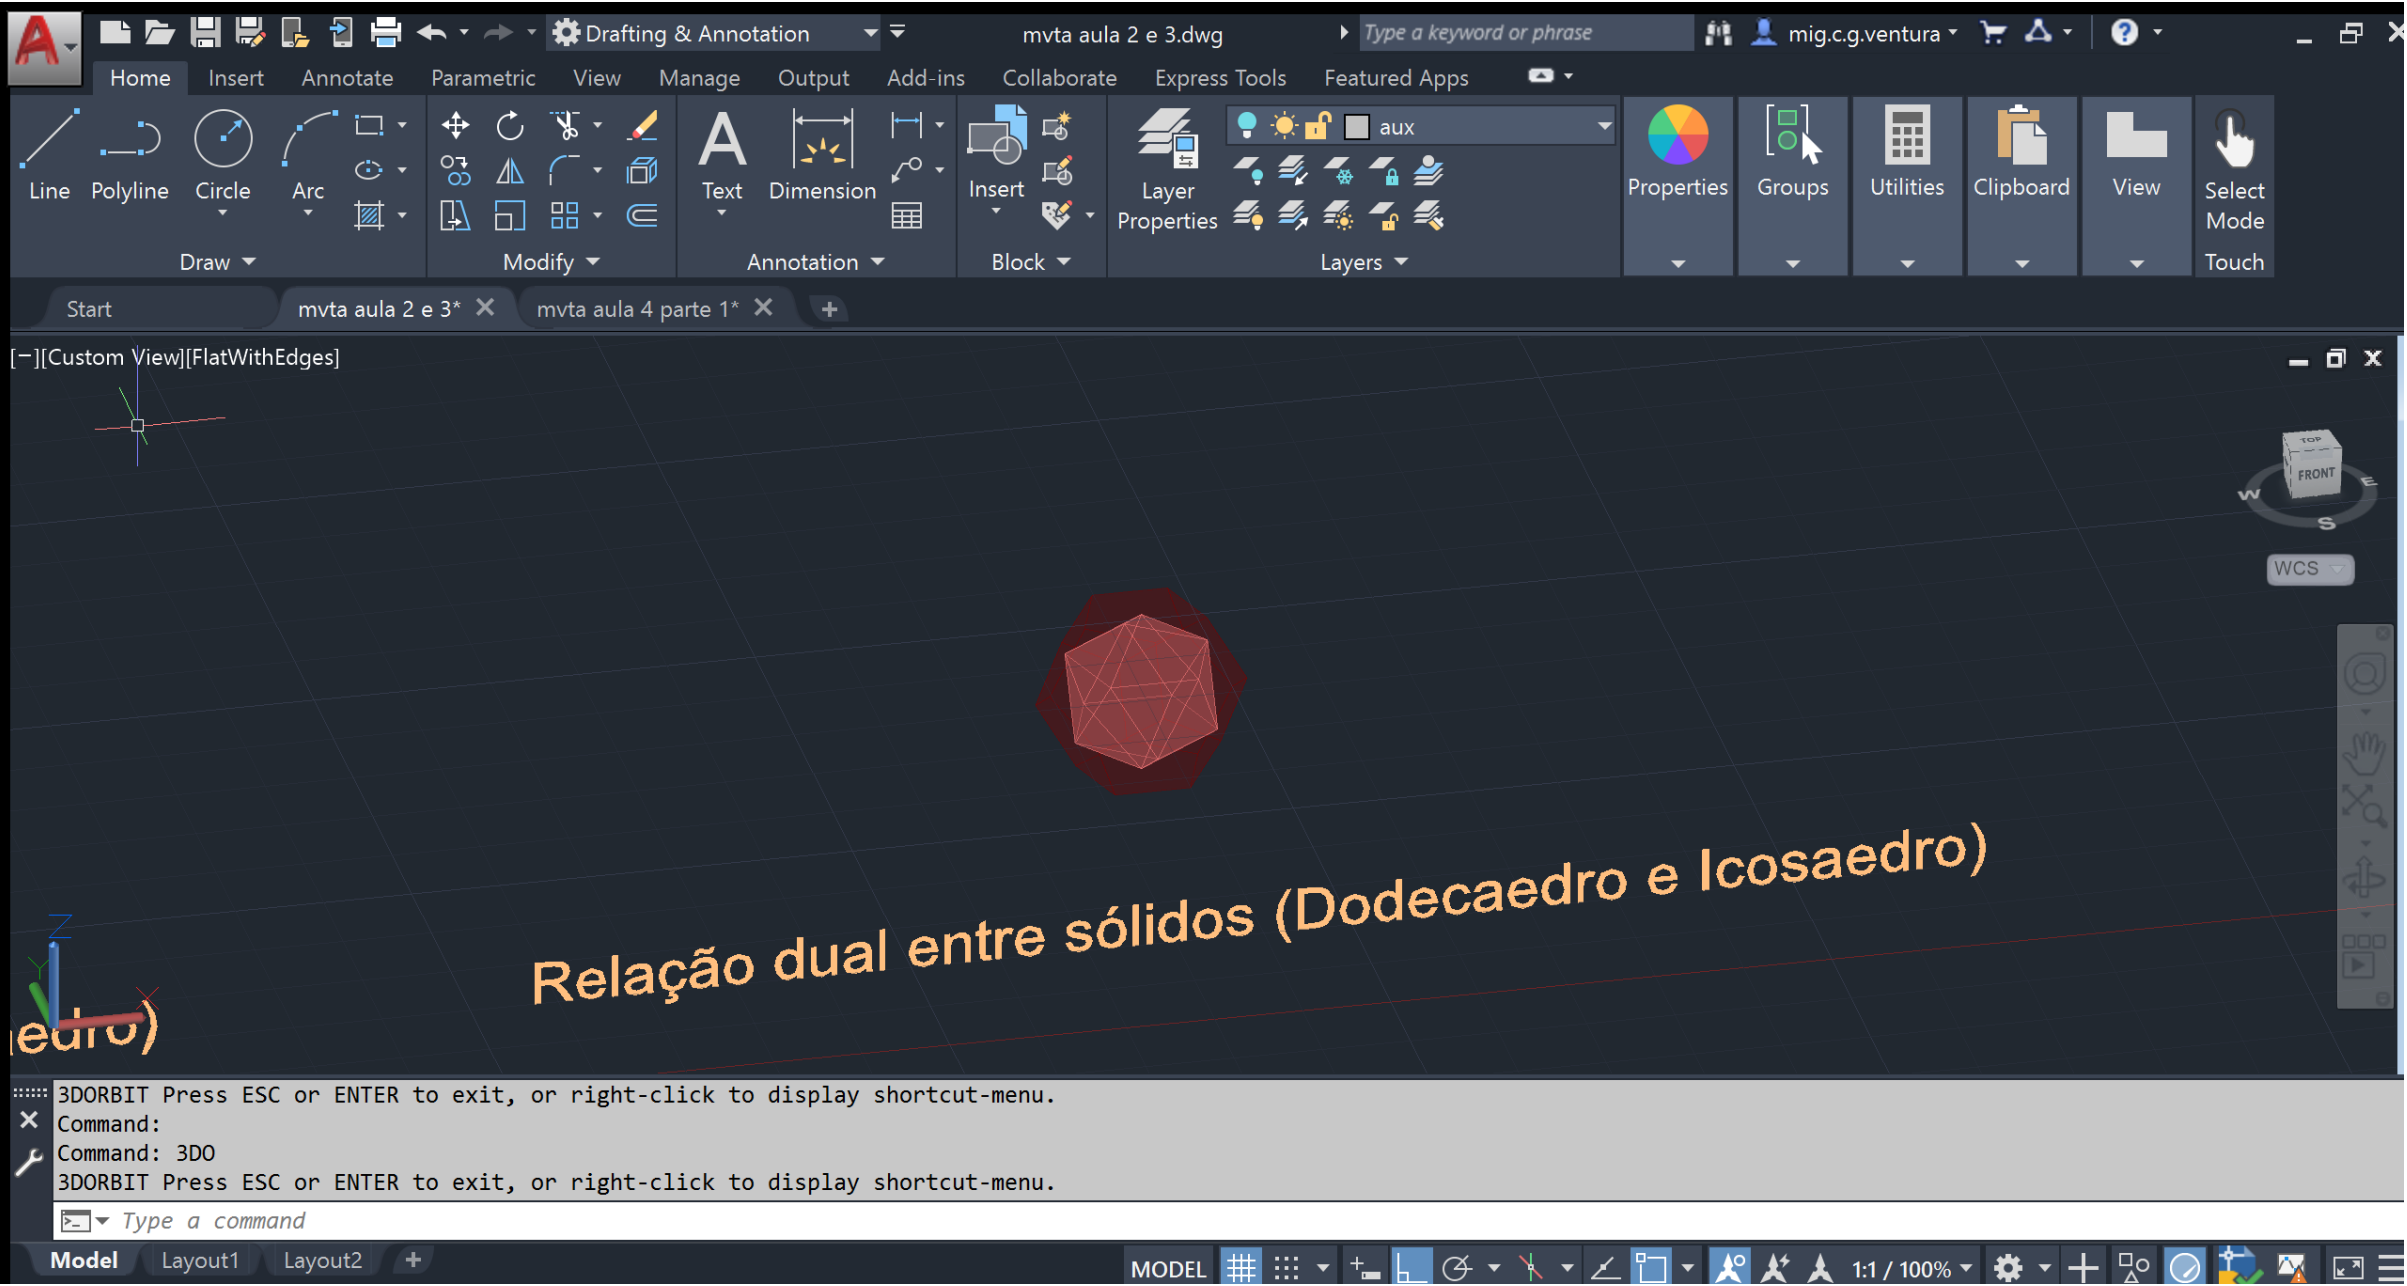 Drafting & Annotation
mvta aula 2 e 3.dwg
Type a keyword or phrase
mig.c.g.ventura
Home Insert Annotate Parametric View Manage Output Add-ins Collaborate Express Tools Featured Apps
aux
Line Polyline Circle Arc
Text Dimension
Insert
Layer
Properties
Properties Groups Utilities Clipboard View
Select
Mode
Draw Modify Annotation Block Layers Touch
Start mvta aula 2 e 3* mvta aula 4 parte 1*
[−][Custom View][FlatWithEdges]
TOP
FRONT
W E
S
WCS
Relação dual entre sólidos (Dodecaedro e Icosaedro)
Z
Y
X
edro)
3DORBIT Press ESC or ENTER to exit, or right-click to display shortcut-menu.
Command:
Command: 3DO
3DORBIT Press ESC or ENTER to exit, or right-click to display shortcut-menu.
Type a command
Model Layout1 Layout2
MODEL
1:1 / 100%